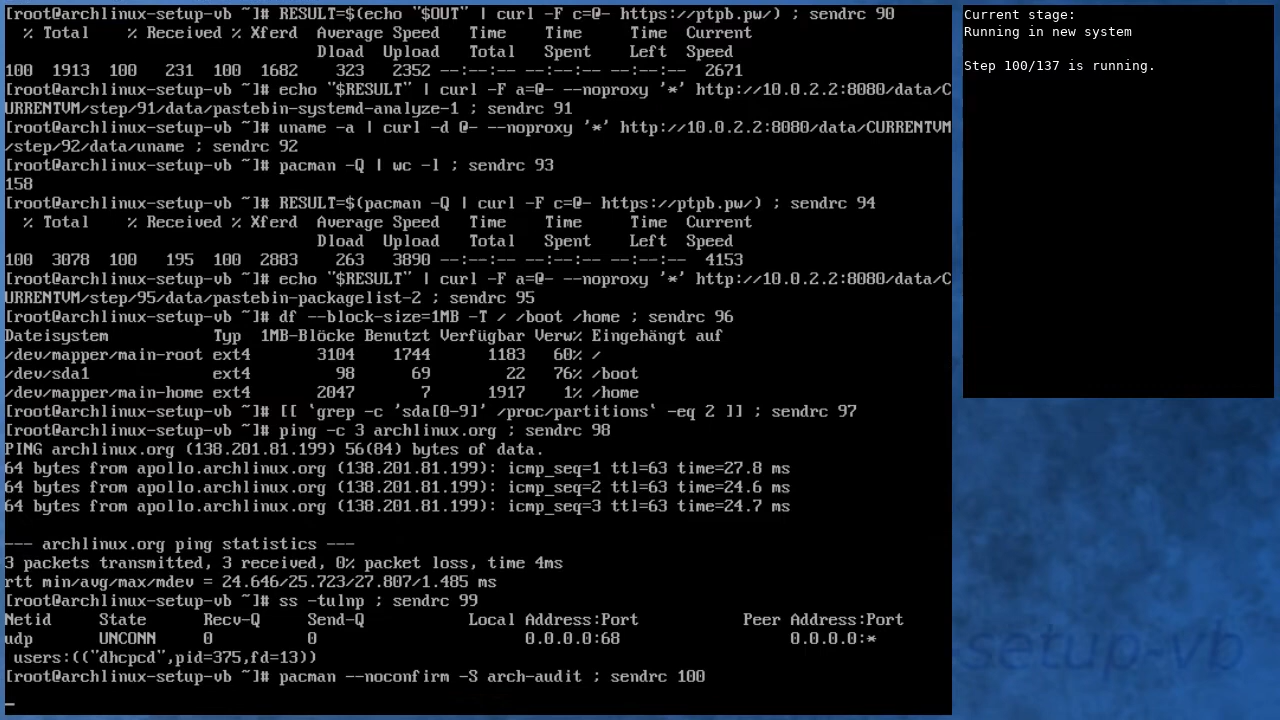 [root@archlinux-setup-vb ~]# RESULT=$(echo "$OUT" | curl -F c=@- https://ptpb.pw/) ; sendrc 90
  % Total    % Received % Xferd  Average Speed   Time    Time     Time  Current
                                 Dload  Upload   Total   Spent    Left  Speed
100  1913  100   231  100  1682    323   2352 --:--:-- --:--:-- --:--:--  2671
[root@archlinux-setup-vb ~]# echo "$RESULT" | curl -F a=@- --noproxy '*' http://10.0.2.2:8080/data/C
URRENTVM/step/91/data/pastebin-systemd-analyze-1 ; sendrc 91
[root@archlinux-setup-vb ~]# uname -a | curl -d @- --noproxy '*' http://10.0.2.2:8080/data/CURRENTVM
/step/92/data/uname ; sendrc 92
[root@archlinux-setup-vb ~]# pacman -Q | wc -l ; sendrc 93
158
[root@archlinux-setup-vb ~]# RESULT=$(pacman -Q | curl -F c=@- https://ptpb.pw/) ; sendrc 94
  % Total    % Received % Xferd  Average Speed   Time    Time     Time  Current
                                 Dload  Upload   Total   Spent    Left  Speed
100  3078  100   195  100  2883    263   3890 --:--:-- --:--:-- --:--:--  4153
[root@archlinux-setup-vb ~]# echo "$RESULT" | curl -F a=@- --noproxy '*' http://10.0.2.2:8080/data/C
URRENTVM/step/95/data/pastebin-packagelist-2 ; sendrc 95
[root@archlinux-setup-vb ~]# df --block-size=1MB -T / /boot /home ; sendrc 96
Dateisystem           Typ  1MB-Blöcke Benutzt Verfügbar Verw% Eingehängt auf
/dev/mapper/main-root ext4       3104    1744      1183   60% /
/dev/sda1             ext4         98      69        22   76% /boot
/dev/mapper/main-home ext4       2047       7      1917    1% /home
[root@archlinux-setup-vb ~]# [[ `grep -c 'sda[0-9]' /proc/partitions` -eq 2 ]] ; sendrc 97
[root@archlinux-setup-vb ~]# ping -c 3 archlinux.org ; sendrc 98
PING archlinux.org (138.201.81.199) 56(84) bytes of data.
64 bytes from apollo.archlinux.org (138.201.81.199): icmp_seq=1 ttl=63 time=27.8 ms
64 bytes from apollo.archlinux.org (138.201.81.199): icmp_seq=2 ttl=63 time=24.6 ms
64 bytes from apollo.archlinux.org (138.201.81.199): icmp_seq=3 ttl=63 time=24.7 ms
--- archlinux.org ping statistics ---
3 packets transmitted, 3 received, 0% packet loss, time 4ms
rtt min/avg/max/mdev = 24.646/25.723/27.807/1.485 ms
[root@archlinux-setup-vb ~]# ss -tulnp ; sendrc 99
Netid     State      Recv-Q     Send-Q           Local Address:Port           Peer Address:Port
udp       UNCONN     0          0                      0.0.0.0:68                  0.0.0.0:*
 users:(("dhcpcd",pid=375,fd=13))
[root@archlinux-setup-vb ~]# pacman --noconfirm -S arch-audit ; sendrc 100
_
Current stage:
Running in new system
Step 100/137 is running.
setup-vb